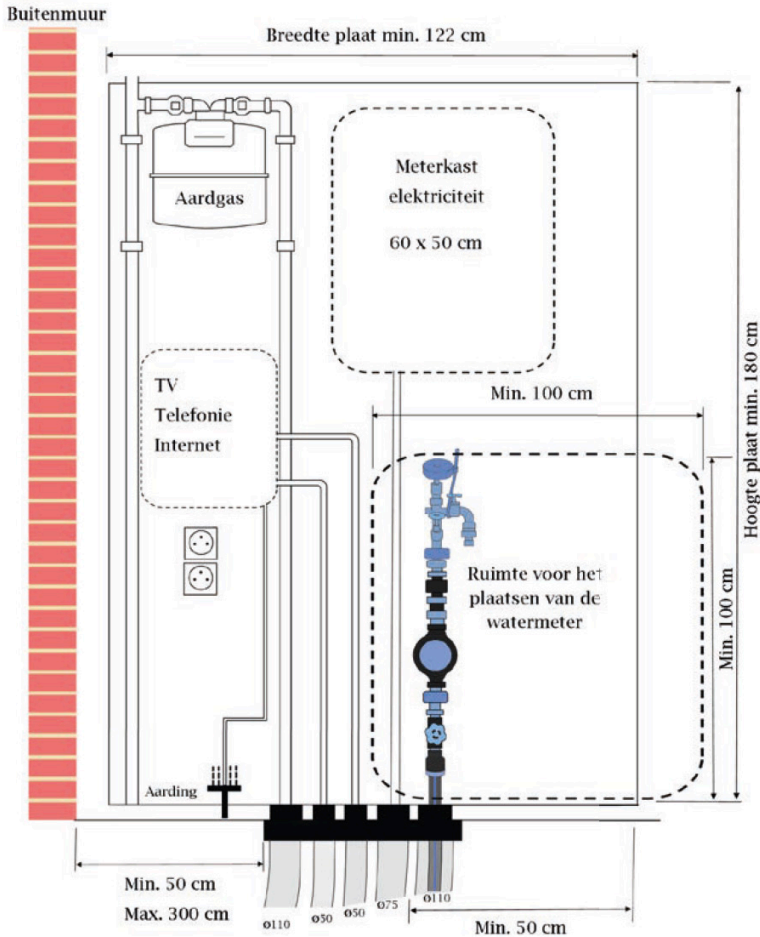 Buitenmuur
Breedte plaat min. 122 cm
Aardgas
Meterkast
elektriciteit
60 x 50 cm
Hoogte plaat min. 180 cm
TV
Telefonie
Internet
Min. 100 cm
Ruimte voor het
plaatsen van de
watermeter
Min. 100 cm
Aarding
Min. 50 cm
Max. 300 cm
ø110
ø50
ø50
ø75
ø110
Min. 50 cm